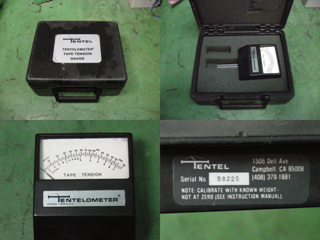 TENTEL
TENTELOMETER
TAPE TENSION
GAUGE
TAPE TENSION
TENTELOMETER
TENTEL
1506 Dell Ave
Campbell, CA 95008
(408) 379-1881
Serial No.
NOTE: CALIBRATE WITH KNOWN WEIGHT-
NOT AT ZERO (SEE INSTRUCTION MANUAL)